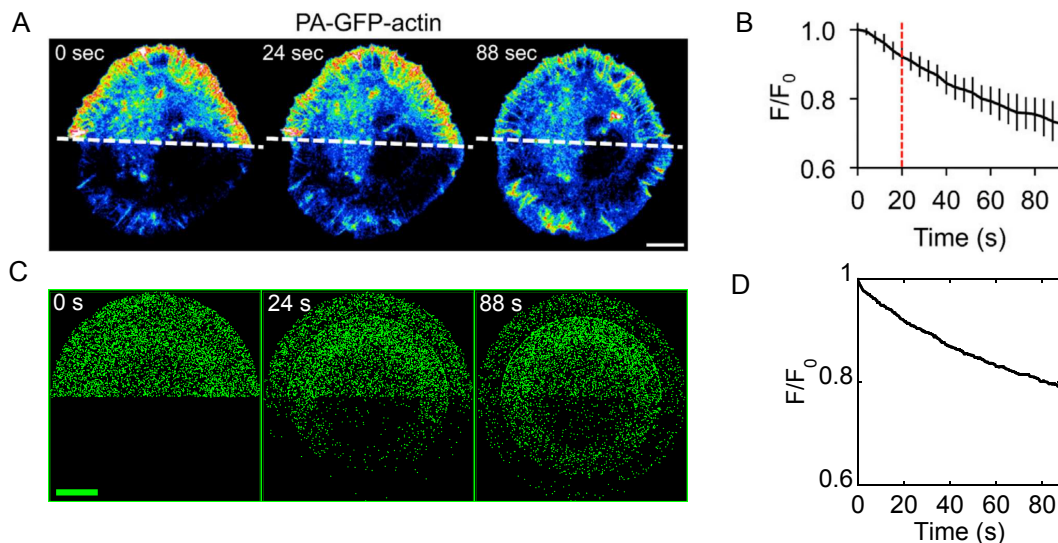 A
PA-GFP-actin
0 sec
24 sec
88 sec
B
1.0
0.8
0.6
F/F0
0 20 40 60 80
Time (s)
C
0 s
24 s
88 s
D
1
0.8
0.6
F/F0
0 20 40 60 80
Time (s)